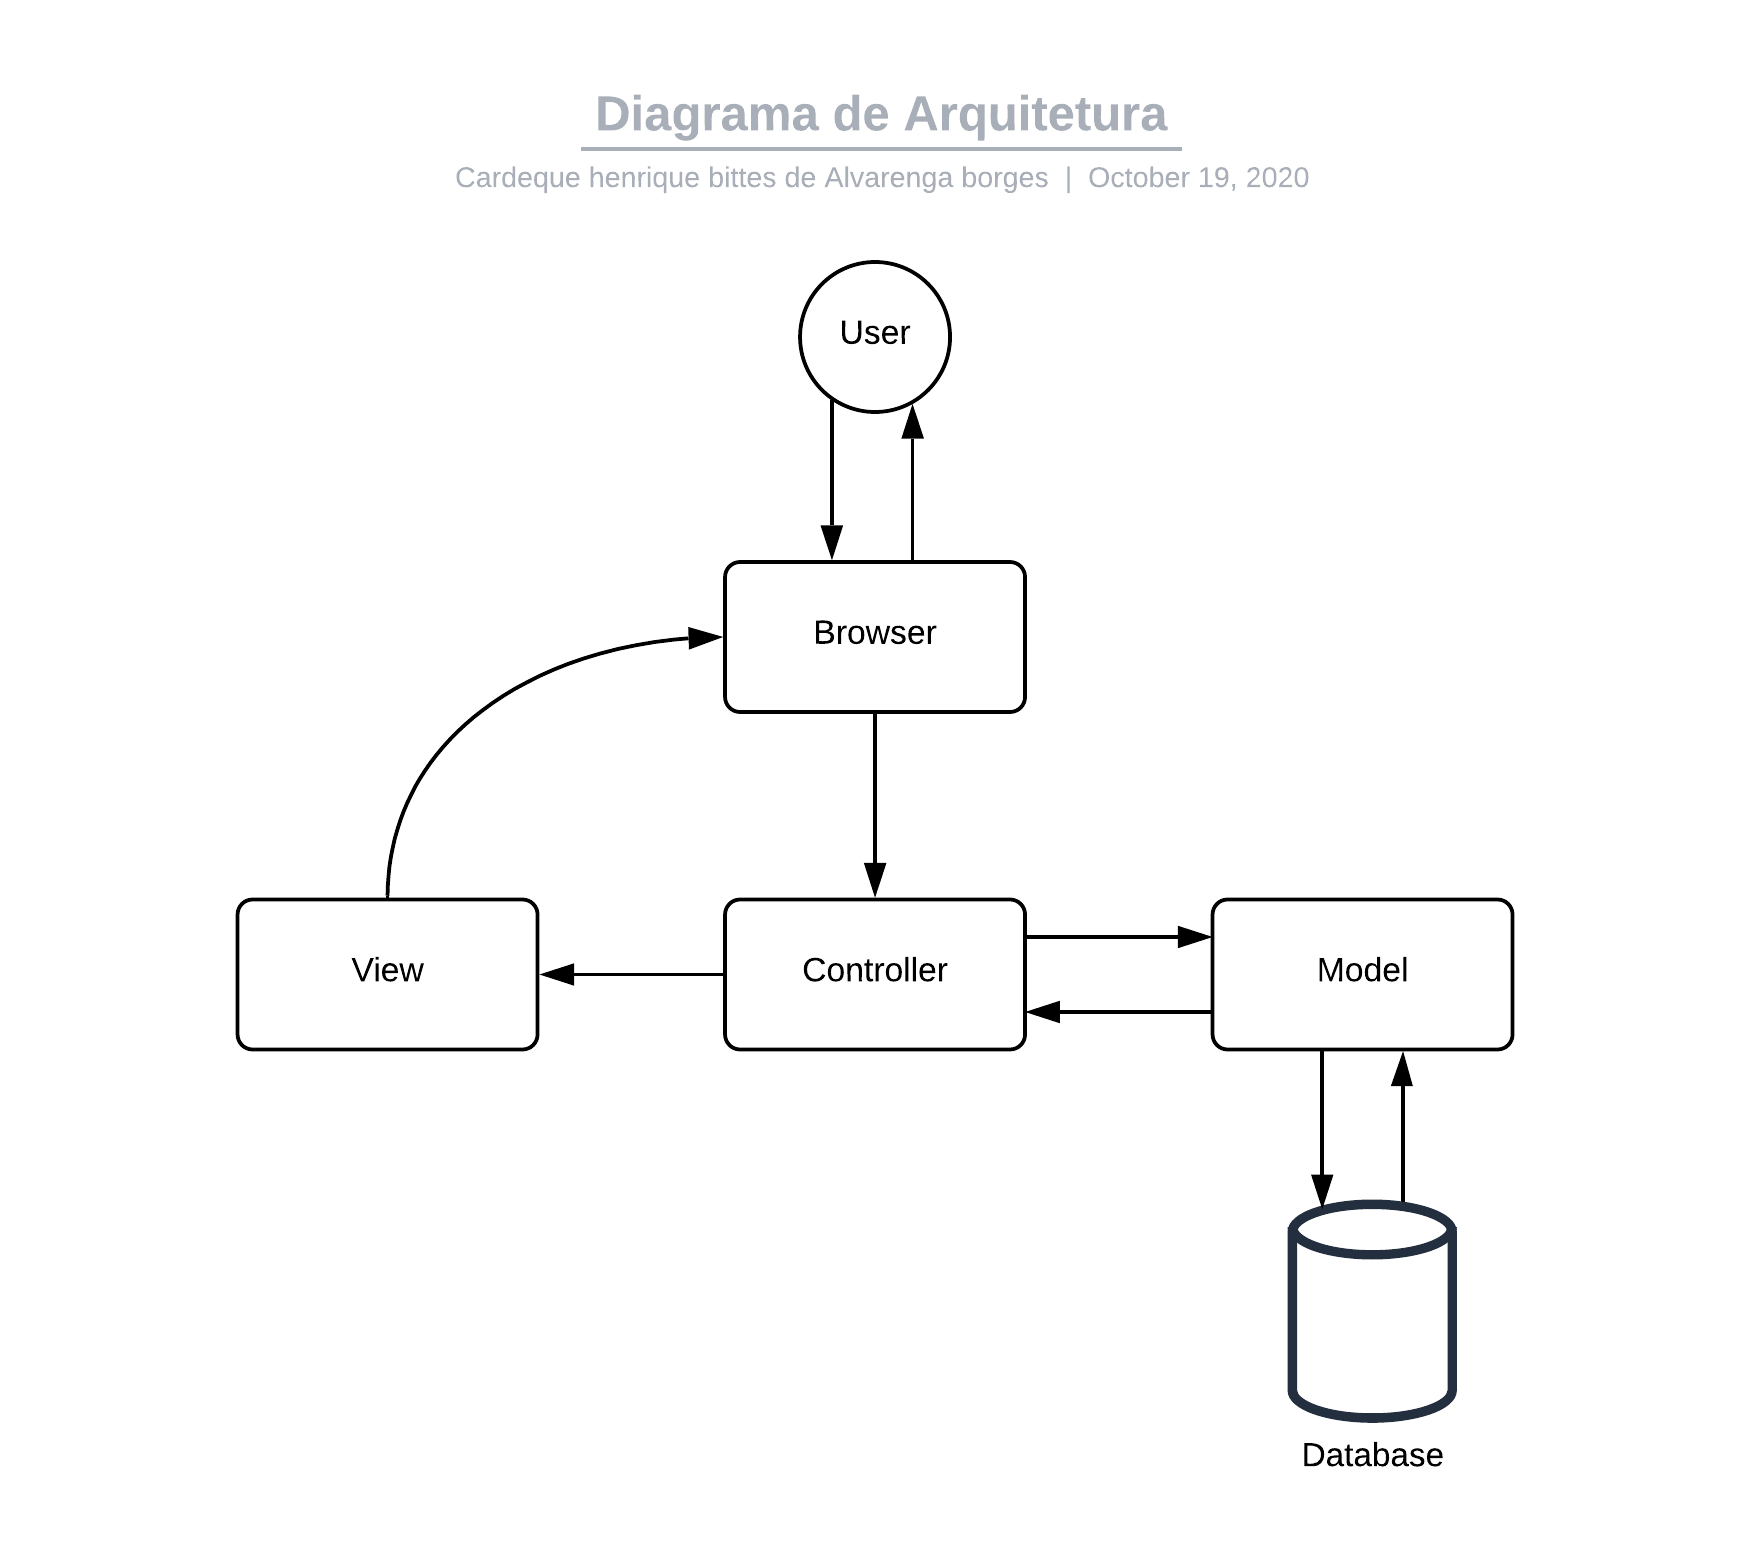 Diagrama de Arquitetura
Cardeque henrique bittes de Alvarenga borges | October 19, 2020
User
Browser
View
Controller
Model
Database